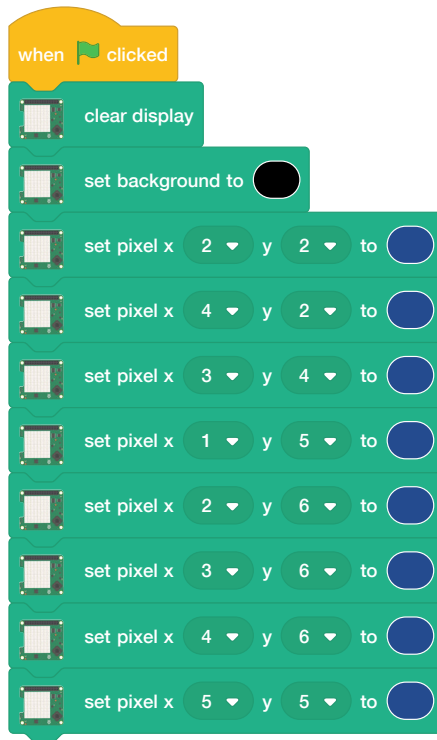 when clicked
clear display
set background to
set pixel x 2 y 2 to
set pixel x 4 y 2 to
set pixel x 3 y 4 to
set pixel x 1 y 5 to
set pixel x 2 y 6 to
set pixel x 3 y 6 to
set pixel x 4 y 6 to
set pixel x 5 y 5 to